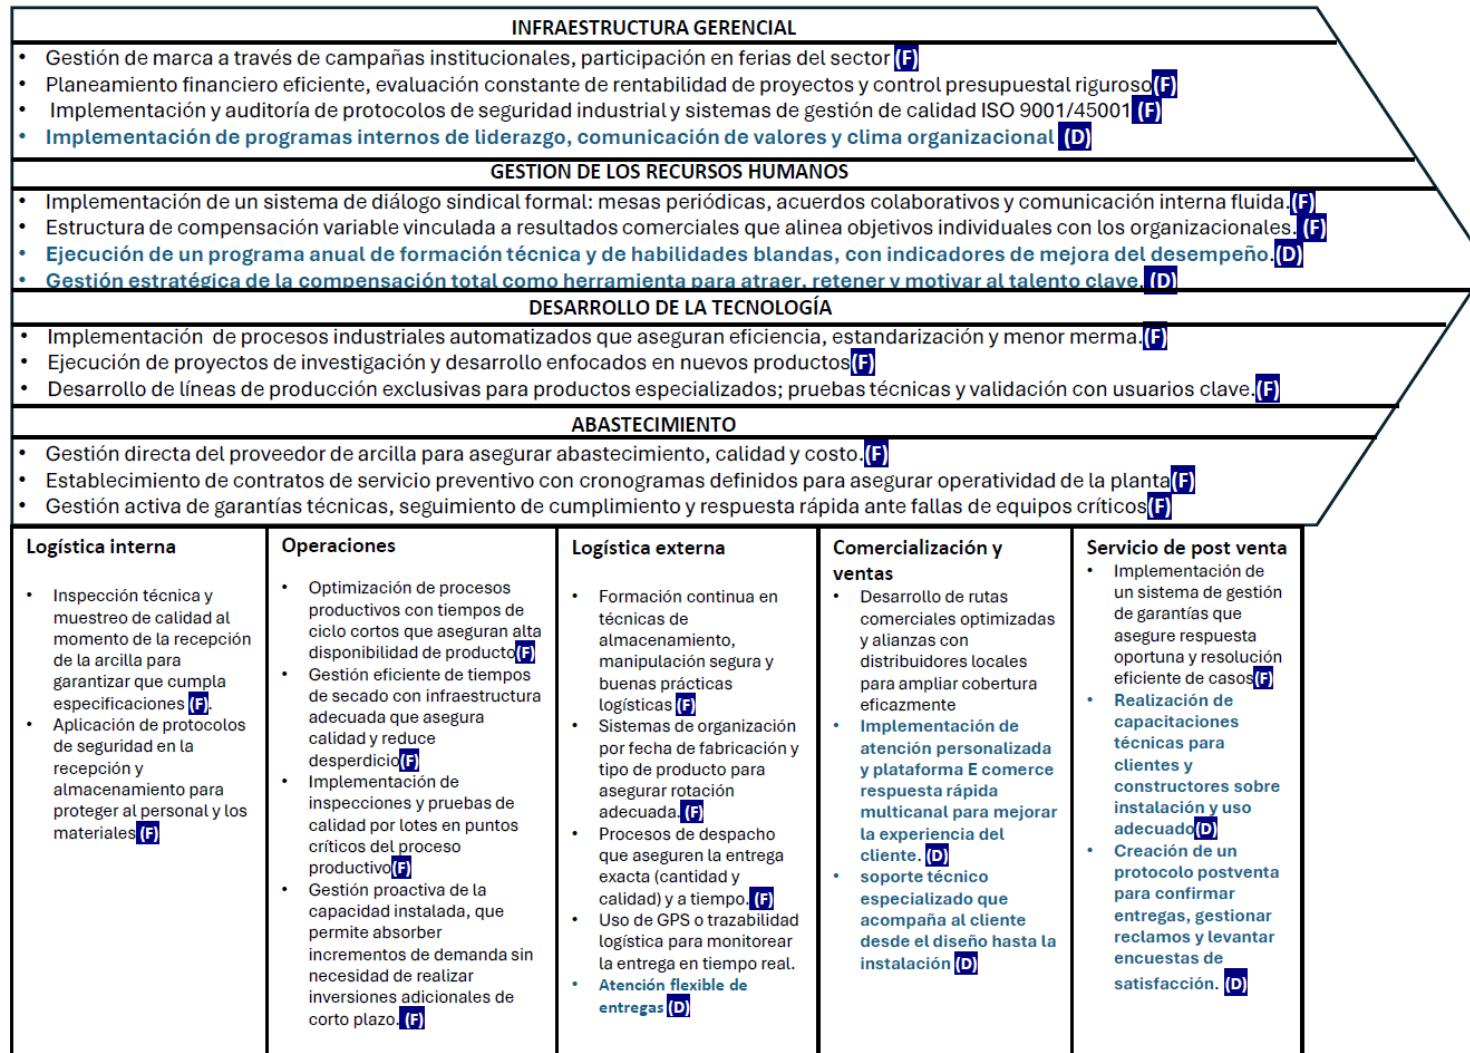 INFRAESTRUCTURA GERENCIAL
• Gestión de marca a través de campañas institucionales, participación en ferias del sector (F)
• Planeamiento financiero eficiente, evaluación constante de rentabilidad de proyectos y control presupuestal riguroso(F)
• Implementación y auditoría de protocolos de seguridad industrial y sistemas de gestión de calidad ISO 9001/45001 (F)
• Implementación de programas internos de liderazgo, comunicación de valores y clima organizacional (D)
GESTION DE LOS RECURSOS HUMANOS
• Implementación de un sistema de diálogo sindical formal: mesas periódicas, acuerdos colaborativos y comunicación interna fluida.(F)
• Estructura de compensación variable vinculada a resultados comerciales que alinea objetivos individuales con los organizacionales. (F)
• Ejecución de un programa anual de formación técnica y de habilidades blandas, con indicadores de mejora del desempeño.(D)
• Gestión estratégica de la compensación total como herramienta para atraer, retener y motivar al talento clave. (D)
DESARROLLO DE LA TECNOLOGÍA
• Implementación de procesos industriales automatizados que aseguran eficiencia, estandarización y menor merma.(F)
• Ejecución de proyectos de investigación y desarrollo enfocados en nuevos productos(F)
• Desarrollo de líneas de producción exclusivas para productos especializados; pruebas técnicas y validación con usuarios clave.(F)
ABASTECIMIENTO
• Gestión directa del proveedor de arcilla para asegurar abastecimiento, calidad y costo.(F)
• Establecimiento de contratos de servicio preventivo con cronogramas definidos para asegurar operatividad de la planta(F)
• Gestión activa de garantías técnicas, seguimiento de cumplimiento y respuesta rápida ante fallas de equipos críticos(F)
Logística interna
• Inspección técnica y
muestreo de calidad al
momento de la recepción
de la arcilla para
garantizar que cumpla
especificaciones (F).
• Aplicación de protocolos
de seguridad en la
recepción y
almacenamiento para
proteger al personal y los
materiales (F)
Operaciones
• Optimización de procesos
productivos con tiempos de
ciclo cortos que aseguran alta
disponibilidad de producto(F)
• Gestión eficiente de tiempos
de secado con infraestructura
adecuada que asegura
calidad y reduce
desperdicio(F)
• Implementación de
inspecciones y pruebas de
calidad por lotes en puntos
críticos del proceso
productivo(F)
• Gestión proactiva de la
capacidad instalada, que
permite absorber
incrementos de demanda sin
necesidad de realizar
inversiones adicionales de
corto plazo. (F)
Logística externa
• Formación continua en
técnicas de
almacenamiento,
manipulación segura y
buenas prácticas
logísticas (F)
• Sistemas de organización
por fecha de fabricación y
tipo de producto para
asegurar rotación
adecuada. (F)
• Procesos de despacho
que aseguren la entrega
exacta (cantidad y
calidad) y a tiempo. (F)
• Uso de GPS o trazabilidad
logística para monitorear
la entrega en tiempo real.
• Atención flexible de
entregas (D)
Comercialización y
ventas
• Desarrollo de rutas
comerciales optimizadas
y alianzas con
distribuidores locales
para ampliar cobertura
eficazmente
• Implementación de
atención personalizada
y plataforma E comerce
respuesta rápida
multicanal para mejorar
la experiencia del
cliente. (D)
• soporte técnico
especializado que
acompaña al cliente
desde el diseño hasta la
instalación (D)
Servicio de post venta
• Implementación de
un sistema de gestión
de garantías que
asegure respuesta
oportuna y resolución
eficiente de casos(F)
• Realización de
capacitaciones
técnicas para
clientes y
constructores sobre
instalación y uso
adecuado(D)
• Creación de un
protocolo postventa
para confirmar
entregas, gestionar
reclamos y levantar
encuestas de
satisfacción. (D)